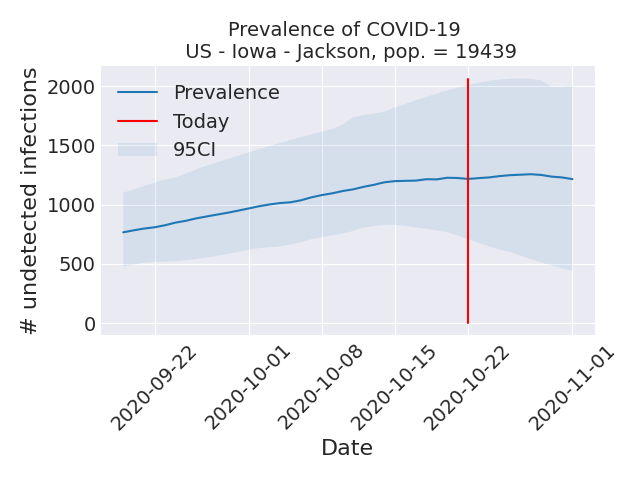 Prevalence of COVID-19
US - Iowa - Jackson, pop. = 19439
# undetected infections
2000
1500
1000
500
0
Prevalence
Today
95CI
2020-09-22
2020-10-01
2020-10-08
2020-10-15
2020-10-22
2020-11-01
Date